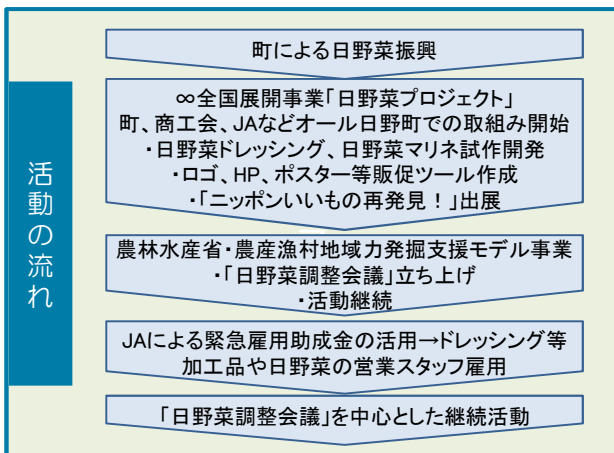 活動の流れ
町による日野菜振興
∞全国展開事業「日野菜プロジェクト」
町、商工会、JAなどオール日野町での取組み開始
・日野菜ドレッシング、日野菜マリネ試作開発
・ロゴ、HP、ポスター等販促ツール作成
・「ニッポンいいもの再発見！」出展
農林水産省・農産漁村地域力発掘支援モデル事業
・「日野菜調整会議」立ち上げ
・活動継続
JAによる緊急雇用助成金の活用→ドレッシング等
加工品や日野菜の営業スタッフ雇用
「日野菜調整会議」を中心とした継続活動